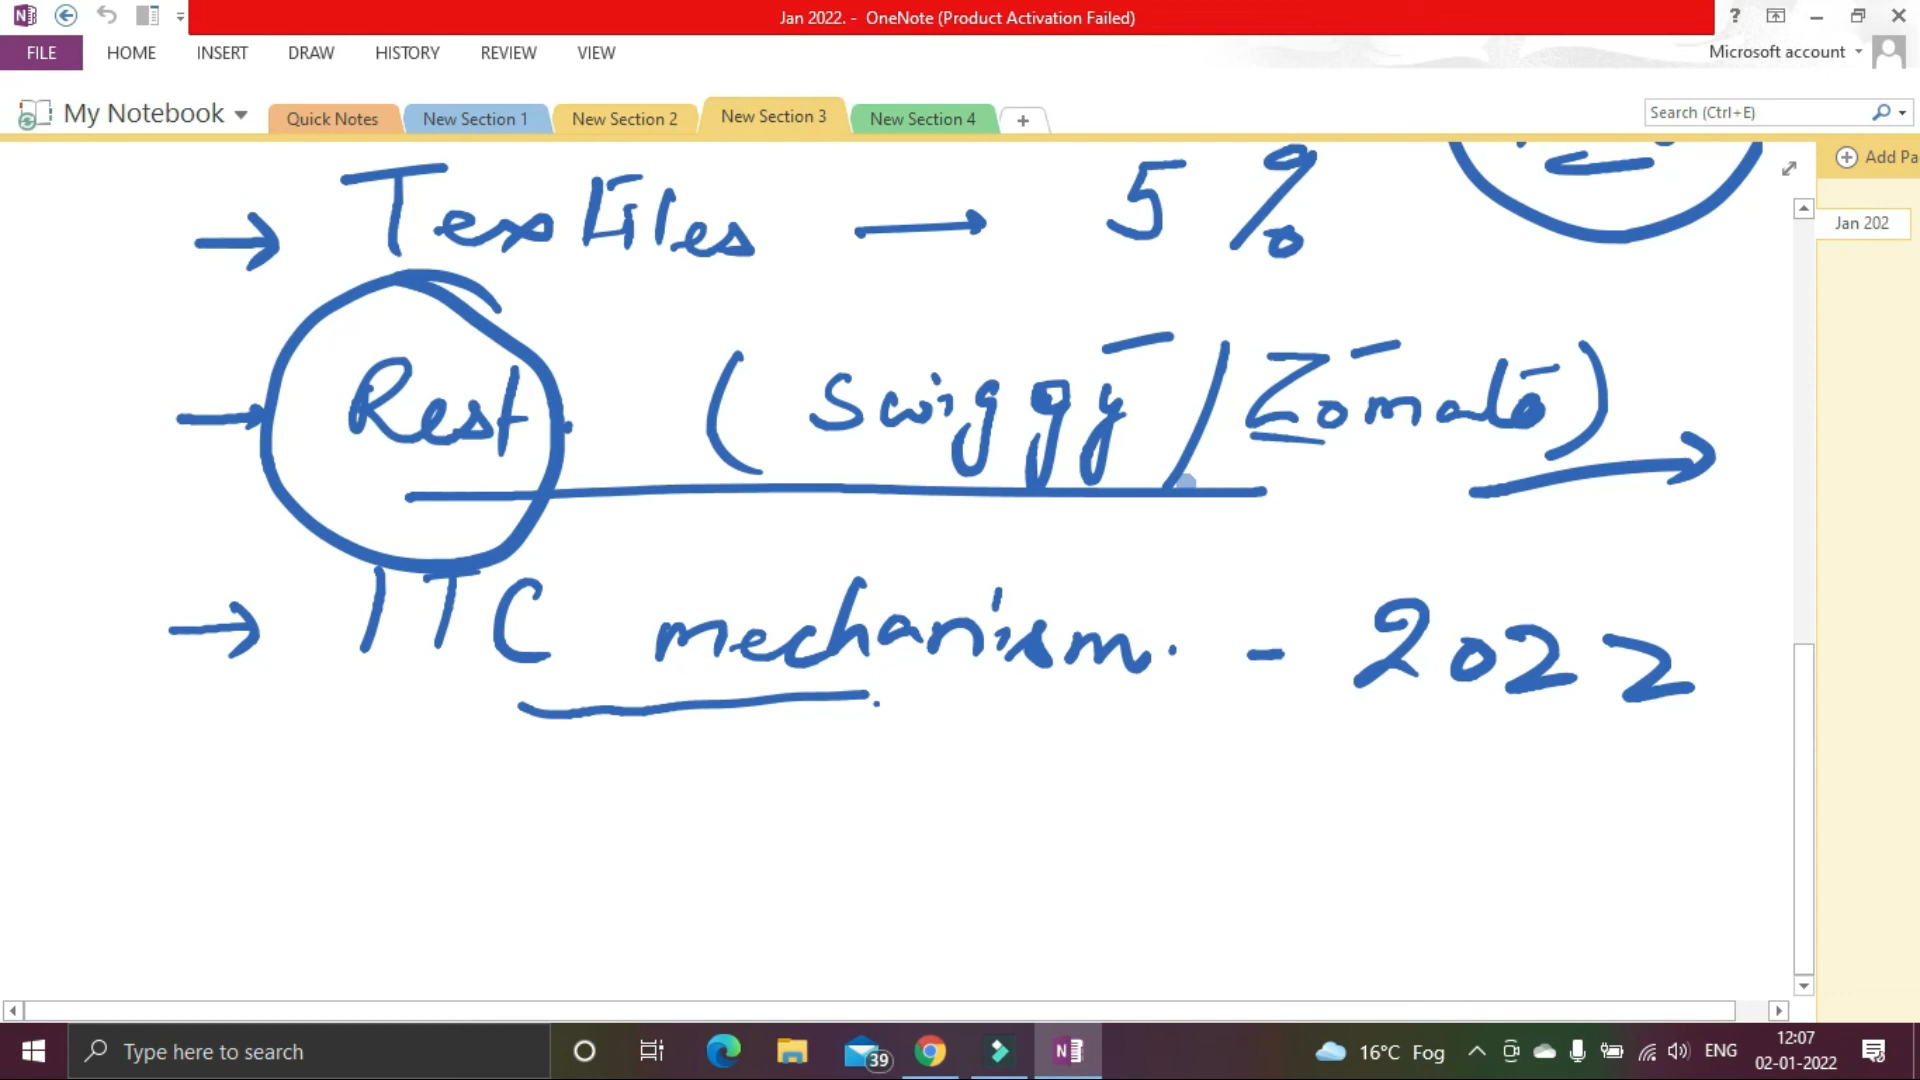 Jan 2022. - OneNote (Product Activation Failed)
?
FILE HOME INSERT DRAW HISTORY REVIEW VIEW
Microsoft account
My Notebook
Quick Notes New Section 1 New Section 2 New Section 3 New Section 4 +
Search (Ctrl+E)
Add Pa
Jan 202
→ Textiles → 5 %
→ Rest. (Swiggy/Zomato) →
→ ITC mechanism. - 2022
Type here to search
39
16°C Fog
ENG
12:07
02-01-2022